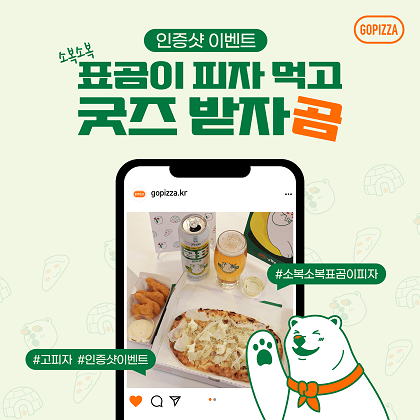 인증샷 이벤트
GOPIZZA
소복소복
표곰이 피자 먹고
굿즈 받자곰
gopizza.kr
#소복소복표곰이피자
#고피자 #인증샷이벤트